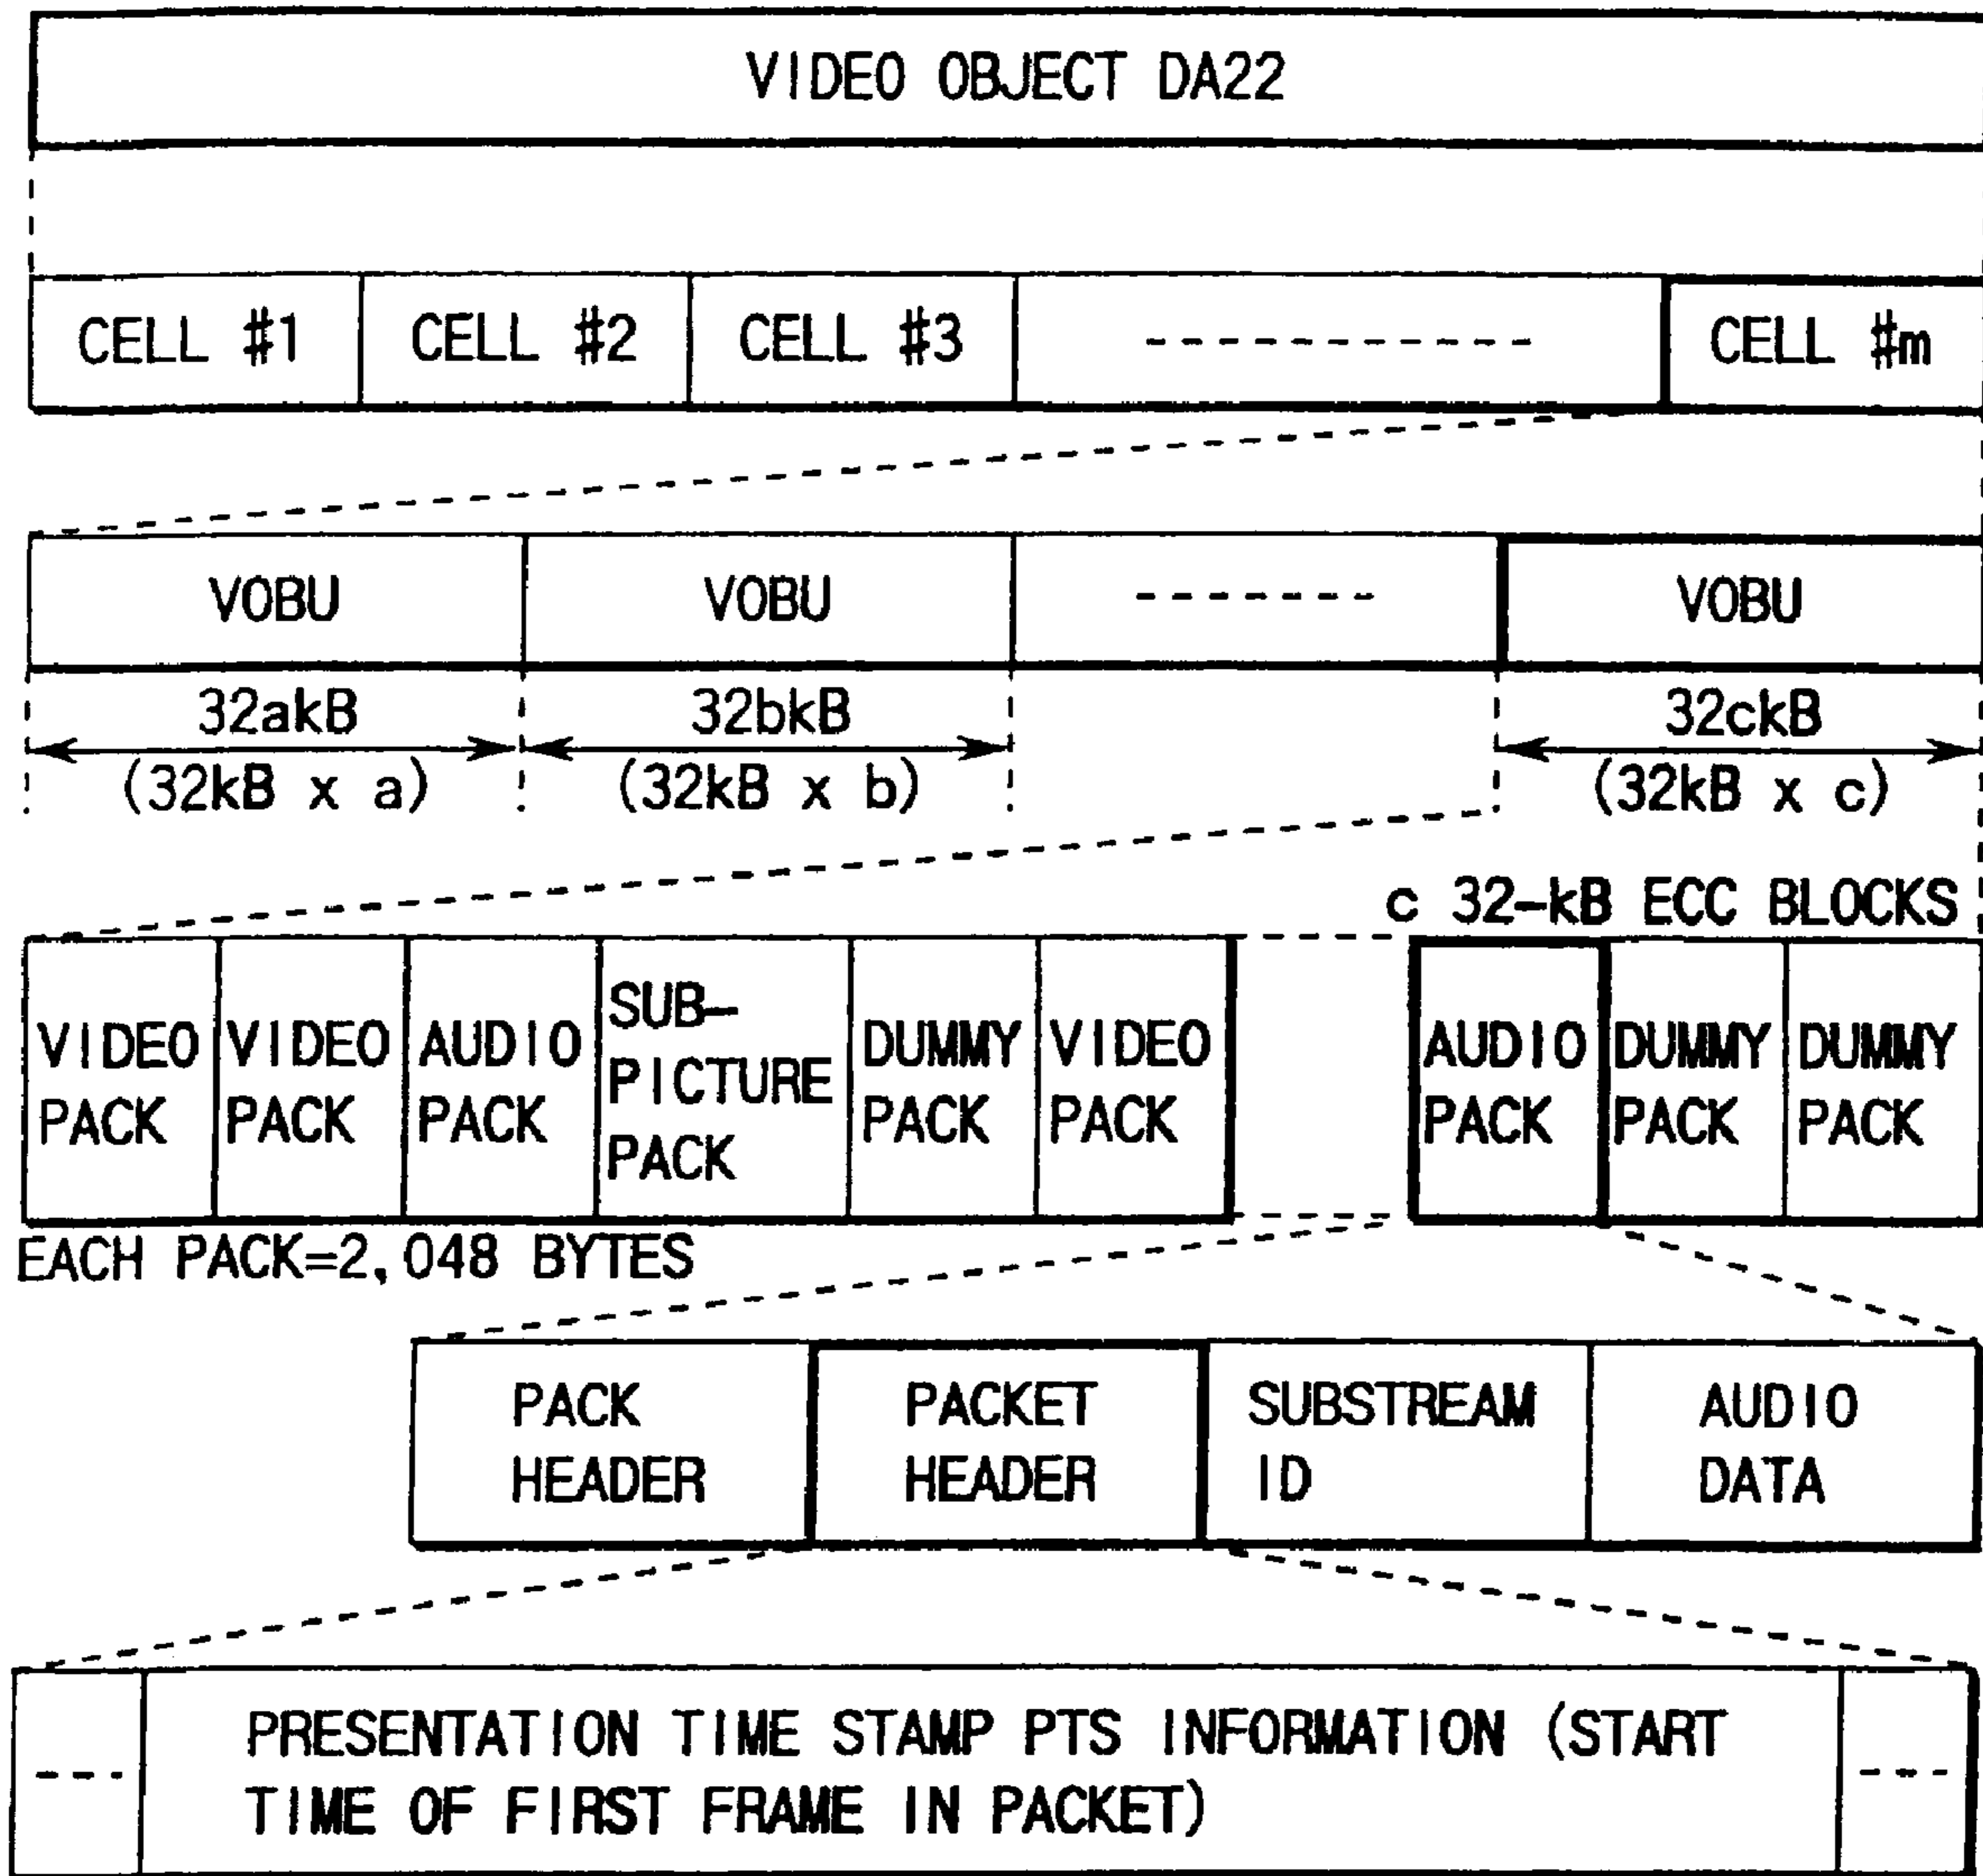 VIDEO OBJECT DA22
CELL #1 CELL #2 CELL #3 ----------- CELL #m
VOBU VOBU ------- VOBU
32akB 32bkB 32ckB
(32kB x a) (32kB x b) (32kB x c)
c 32-kB ECC BLOCKS
VIDEO PACK
VIDEO PACK
AUDIO PACK
SUB-
PICTURE
PACK
DUMMY PACK
VIDEO PACK
AUDIO PACK
DUMMY PACK
DUMMY PACK
EACH PACK=2,048 BYTES
PACK HEADER
PACKET HEADER
SUBSTREAM ID
AUDIO DATA
--- PRESENTATION TIME STAMP PTS INFORMATION (START ---
TIME OF FIRST FRAME IN PACKET)